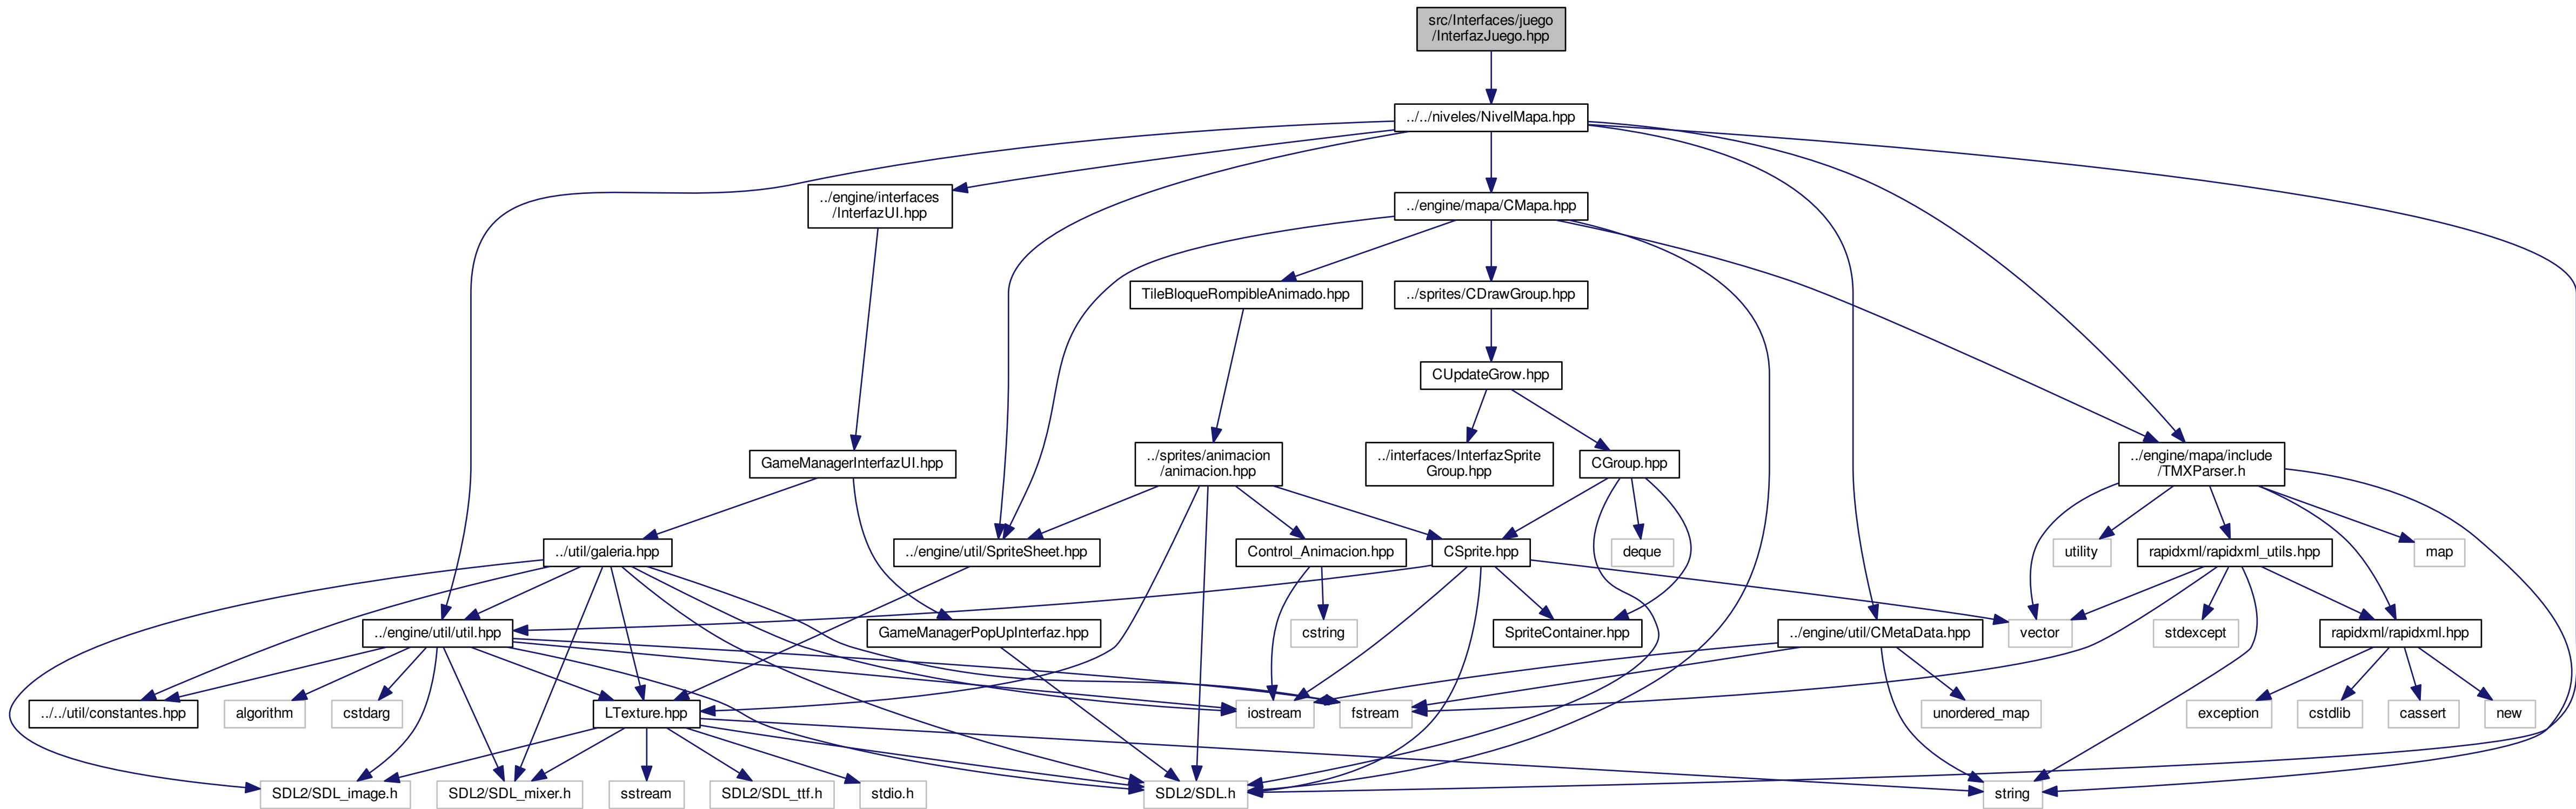 src/Interfaces/juego
/InterfazJuego.hpp
../../niveles/NivelMapa.hpp
../engine/interfaces
/InterfazUI.hpp
../engine/mapa/CMapa.hpp
TileBloqueRompibleAnimado.hpp
../sprites/CDrawGroup.hpp
CUpdateGrow.hpp
GameManagerInterfazUI.hpp
../sprites/animacion
/animacion.hpp
../interfaces/InterfazSprite
Group.hpp
CGroup.hpp
../engine/mapa/include
/TMXParser.h
../util/galeria.hpp
../engine/util/SpriteSheet.hpp
Control_Animacion.hpp
CSprite.hpp
deque
utility
rapidxml/rapidxml_utils.hpp
map
../engine/util/util.hpp
GameManagerPopUpInterfaz.hpp
cstring
SpriteContainer.hpp
../engine/util/CMetaData.hpp
vector
stdexcept
rapidxml/rapidxml.hpp
../../util/constantes.hpp
algorithm
cstdarg
LTexture.hpp
iostream
fstream
unordered_map
exception
cstdlib
cassert
new
SDL2/SDL_image.h
SDL2/SDL_mixer.h
sstream
SDL2/SDL_ttf.h
stdio.h
SDL2/SDL.h
string